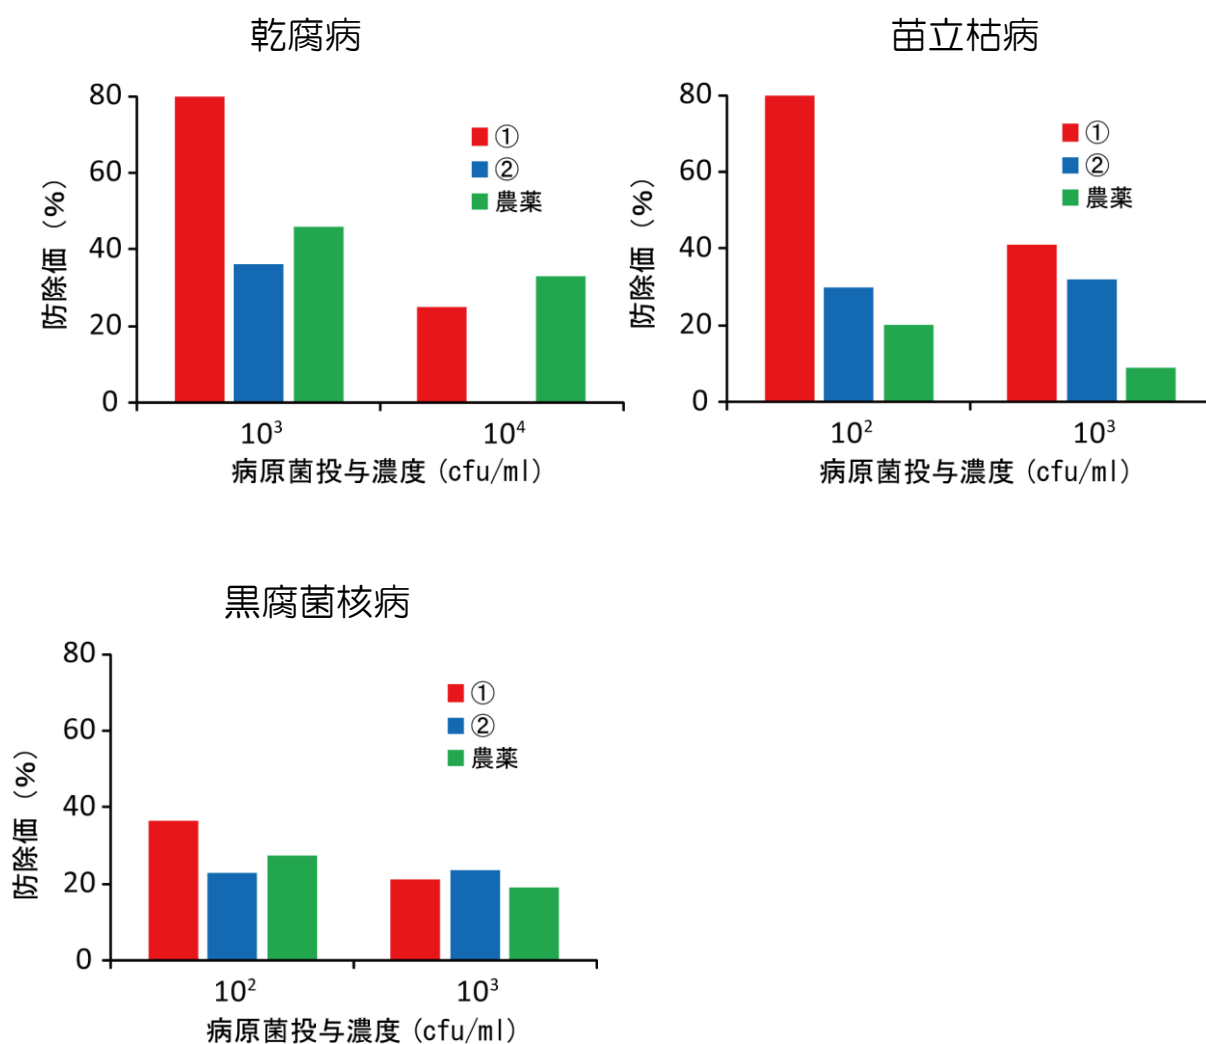 乾腐病
80
60
40
20
0
防除価（%）
①
②
農薬
10³
10⁴
病原菌投与濃度（cfu/ml）
苗立枯病
80
60
40
20
0
防除価（%）
①
②
農薬
10²
10³
病原菌投与濃度（cfu/ml）
黒腐菌核病
80
60
40
20
0
防除価（%）
①
②
農薬
10²
10³
病原菌投与濃度（cfu/ml）